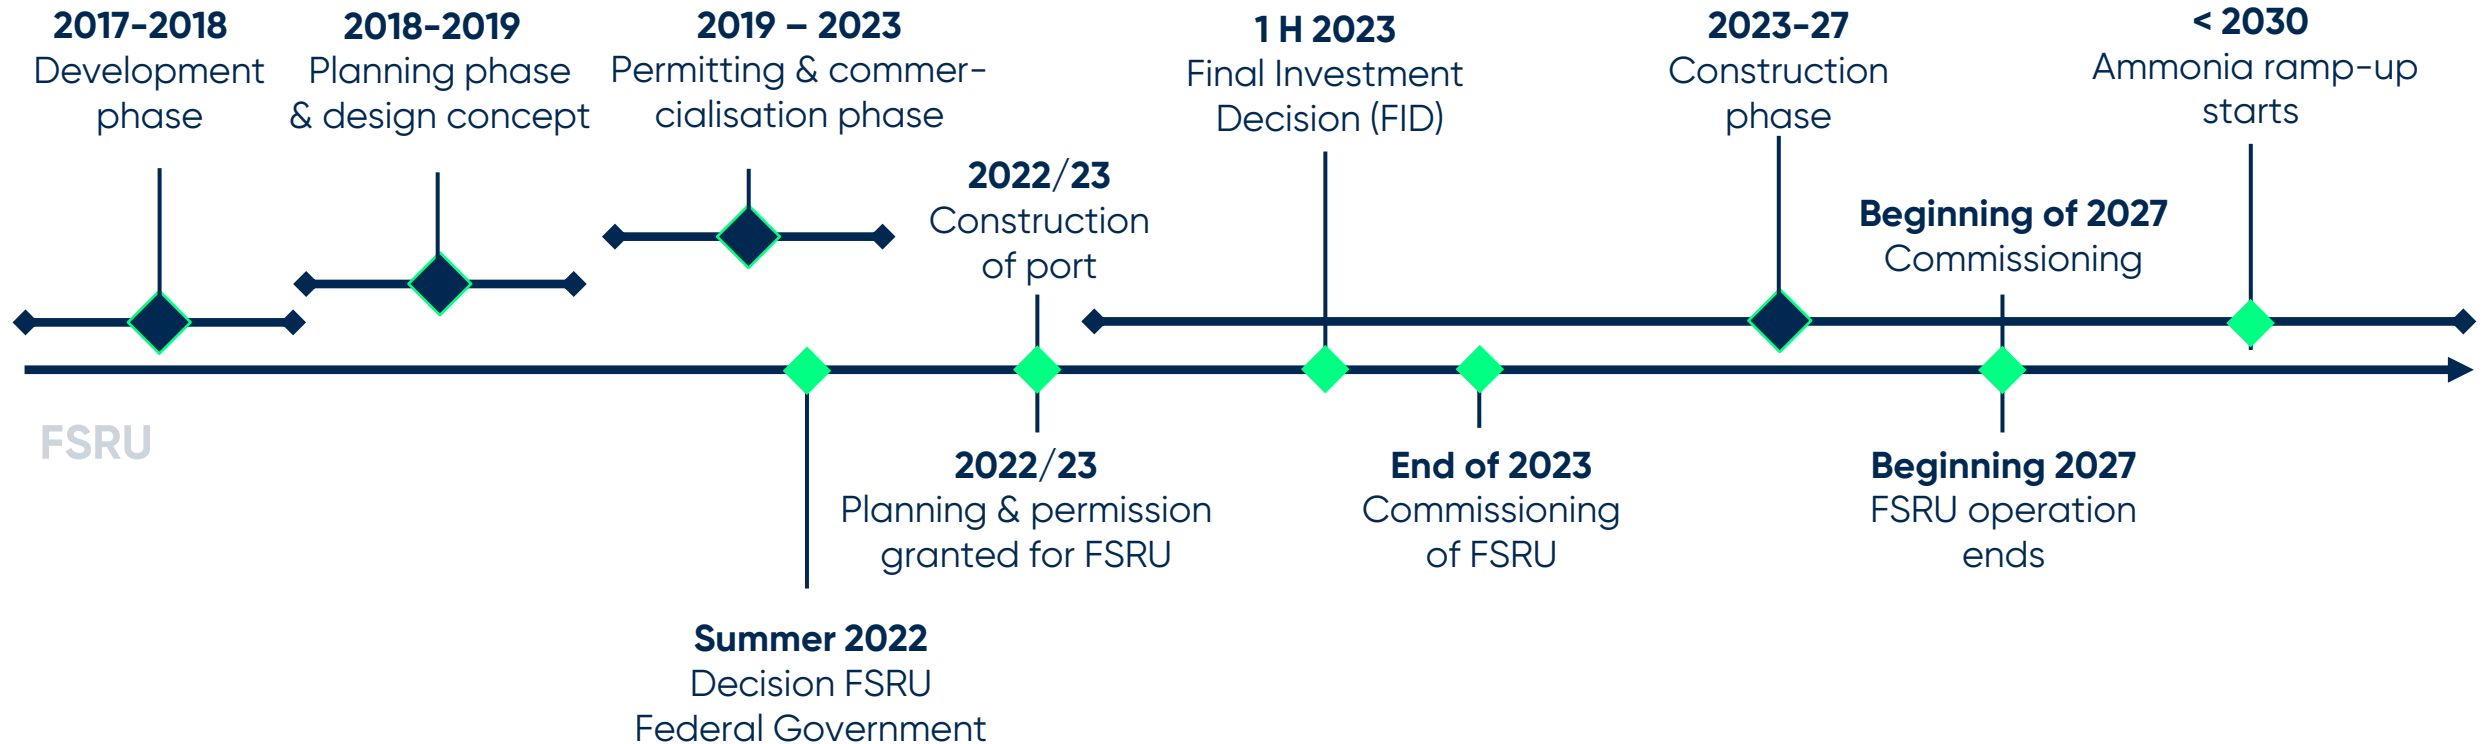 2017-2018
Development
phase
2018-2019
Planning phase
& design concept
2019 – 2023
Permitting & commer-
cialisation phase
2022/23
Construction
of port
1 H 2023
Final Investment
Decision (FID)
2023-27
Construction
phase
Beginning of 2027
Commissioning
< 2030
Ammonia ramp-up
starts
FSRU
Summer 2022
Decision FSRU
Federal Government
2022/23
Planning & permission
granted for FSRU
End of 2023
Commissioning
of FSRU
Beginning 2027
FSRU operation
ends